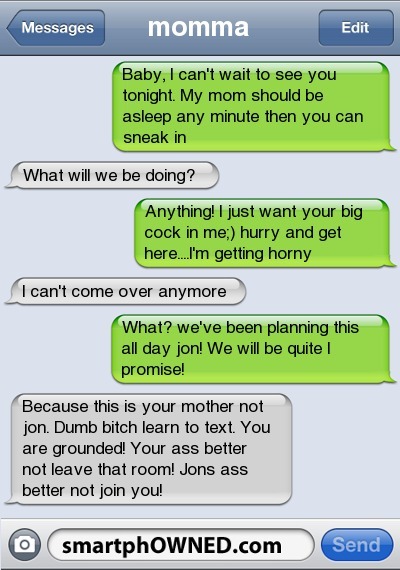 Messages
momma
Edit
Baby, I can't wait to see you
tonight. My mom should be
asleep any minute then you can
sneak in
What will we be doing?
Anything! I just want your big
cock in me;) hurry and get
here....I'm getting horny
I can't come over anymore
What? we've been planning this
all day jon! We will be quite I
promise!
Because this is your mother not
jon. Dumb bitch learn to text. You
are grounded! Your ass better
not leave that room! Jons ass
better not join you!
smartphOWNED.com
Send